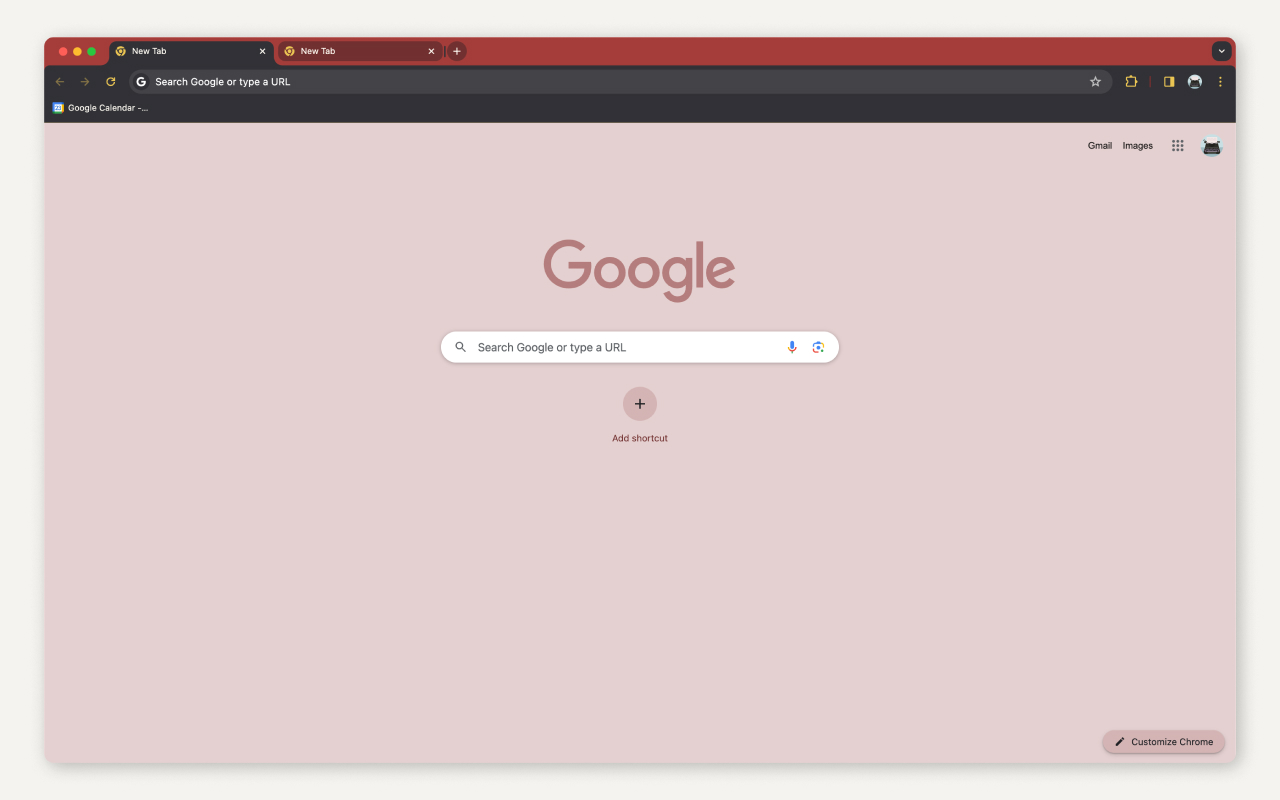 New Tab
New Tab
Search Google or type a URL
Google Calendar -...
Gmail Images
Google
Search Google or type a URL
Add shortcut
Customize Chrome